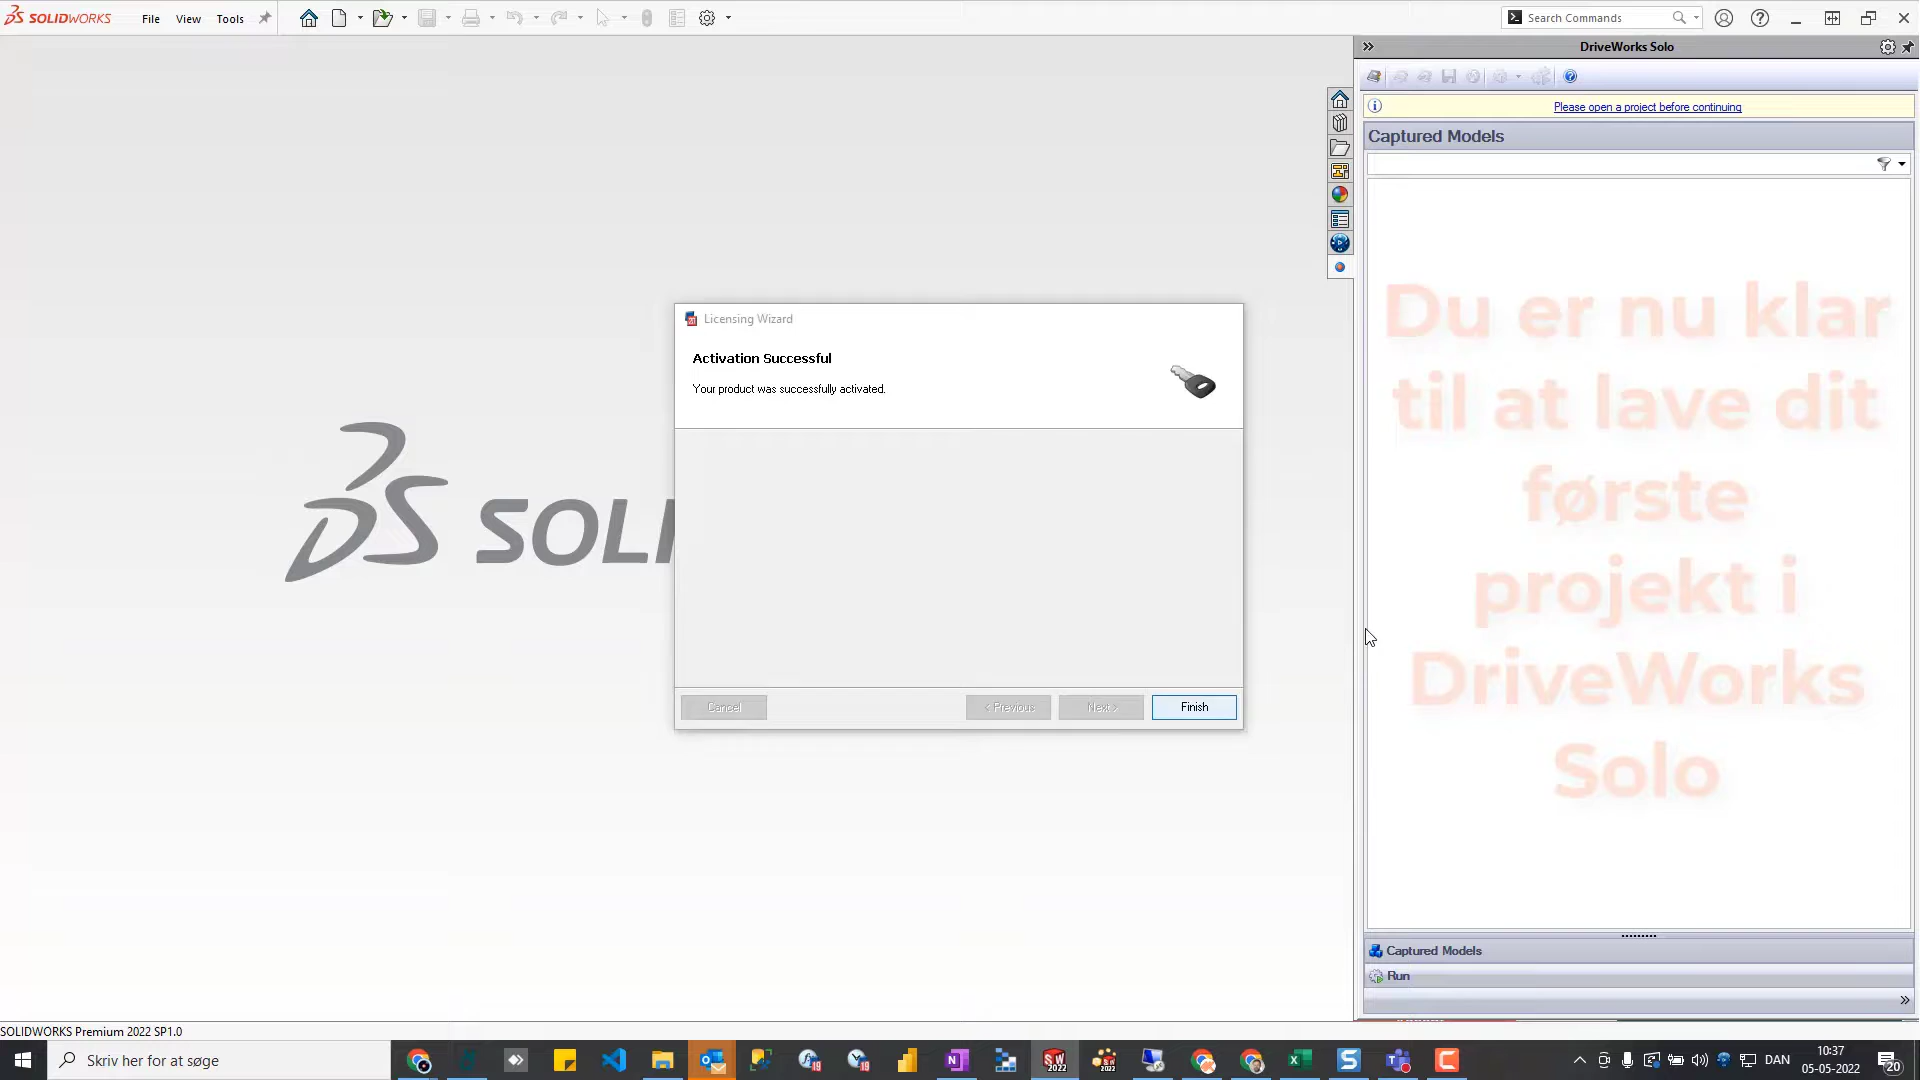 SOLIDWORKS File View Tools Search Commands
DriveWorks Solo
Please open a project before continuing
Captured Models
Licensing Wizard
Activation Successful
Your product was successfully activated.
DS SOLI
Cancel < Previous Next > Finish
Du er nu klar
til at lave dit
første
projekt i
DriveWorks
Solo
Captured Models
Run
SOLIDWORKS Premium 2022 SP1.0
Skriv her for at søge
DAN
10:37
05-05-2022
20